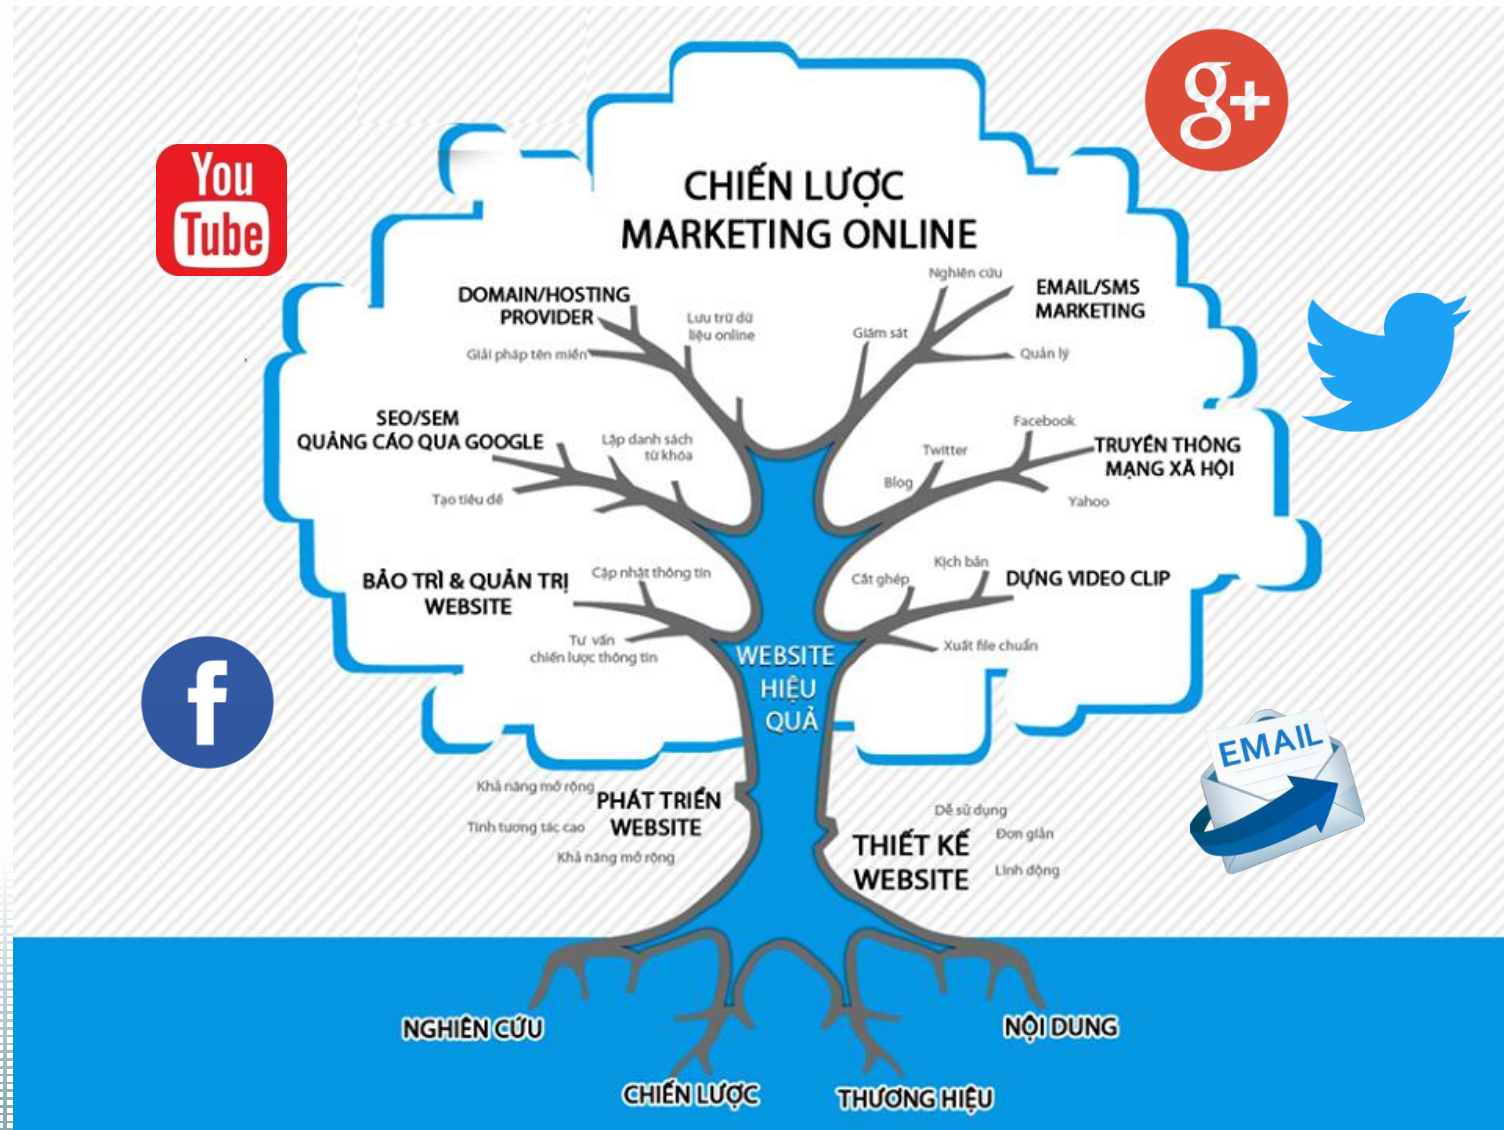 g+
You
Tube
CHIẾN LƯỢC
MARKETING ONLINE
DOMAIN/HOSTING
PROVIDER
Lưu trữ dữ
liệu online
Giải pháp tên miền
Nghiên cứu
EMAIL/SMS
MARKETING
Giám sát
Quản lý
SEO/SEM
QUẢNG CÁO QUA GOOGLE
Lập danh sách
từ khóa
Tạo tiêu đề
Facebook
Twitter
TRUYỀN THÔNG
MẠNG XÃ HỘI
Blog
Yahoo
BẢO TRÌ & QUẢN TRỊ
WEBSITE
Cập nhật thông tin
Tư vấn
chiến lược thông tin
Kịch bản
Cắt ghép
DỰNG VIDEO CLIP
Xuất file chuẩn
WEBSITE
HIỆU
QUẢ
f
EMAIL
Khả năng mở rộng
PHÁT TRIỂN
WEBSITE
Tính tương tác cao
Khả năng mở rộng
Dễ sử dụng
THIẾT KẾ
WEBSITE
Đơn giản
Linh động
NGHIÊN CỨU
CHIẾN LƯỢC
THƯƠNG HIỆU
NỘI DUNG